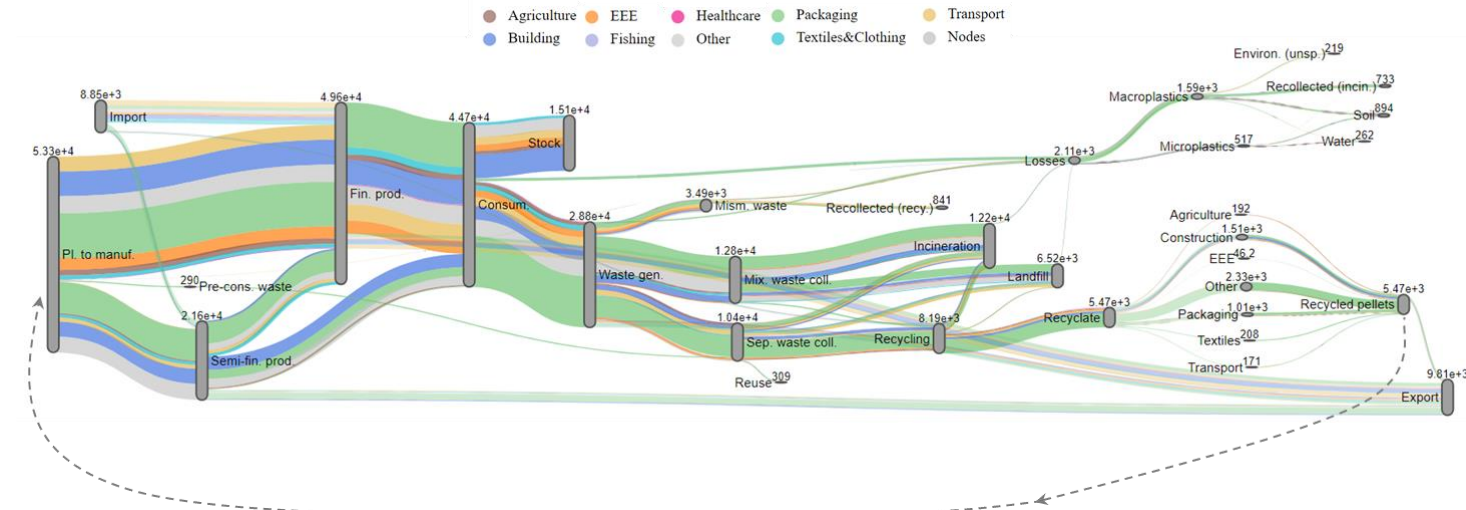 Agriculture EEE Healthcare Packaging Transport
Building Fishing Other Textiles&Clothing Nodes
8.85e+3
Import
5.33e+4
Pl. to manuf.
290
Pre-cons. waste
2.16e+4
Semi-fin. prod
4.96e+4
Fin. prod.
4.47e+4
Consum.
1.51e+4
Stock
2.88e+4
Waste gen.
3.49e+3
Mism. waste
Recollected (recy.)
841
1.28e+4
Mix. waste coll.
1.04e+4
Sep. waste coll.
Reuse
309
1.22e+4
Incineration
6.52e+3
Landfill
8.19e+3
Recycling
2.11e+3
Losses
1.59e+3
Macroplastics
Microplastics
517
Environ. (unsp.)
219
Recollected (incin.)
733
Soil
894
Water
262
5.47e+3
Recyclate
Agriculture
192
Construction
1.51e+3
EEE
46.2
Other
2.33e+3
Packaging
1.01e+3
Textiles
208
Transport
171
5.47e+3
Recycled pellets
9.81e+3
Export